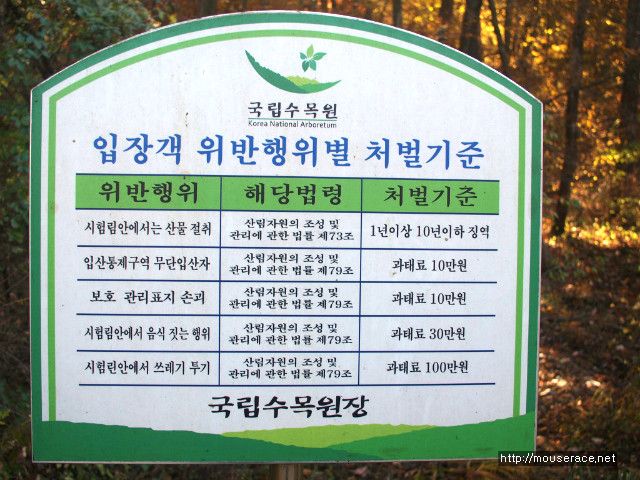 국립수목원
Korea National Arboretum
입장객 위반행위별 처벌기준
위반행위 해당법령 처벌기준
시험림안에서는 산물 절취 산림자원의 조성 및 관리에 관한 법률 제73조 1년이상 10년이하 징역
입산통제구역 무단입산자 산림자원의 조성 및 관리에 관한 법률 제79조 과태료 10만원
보호 관리표지 손괴 산림자원의 조성 및 관리에 관한 법률 제79조 과태료 10만원
시험림안에서 음식 짓는 행위 산림자원의 조성 및 관리에 관한 법률 제79조 과태료 30만원
시험린안에서 쓰레기 투기 산림자원의 조성 및 관리에 관한 법률 제79조 과태료 100만원
국립수목원장
http://mouserace.net